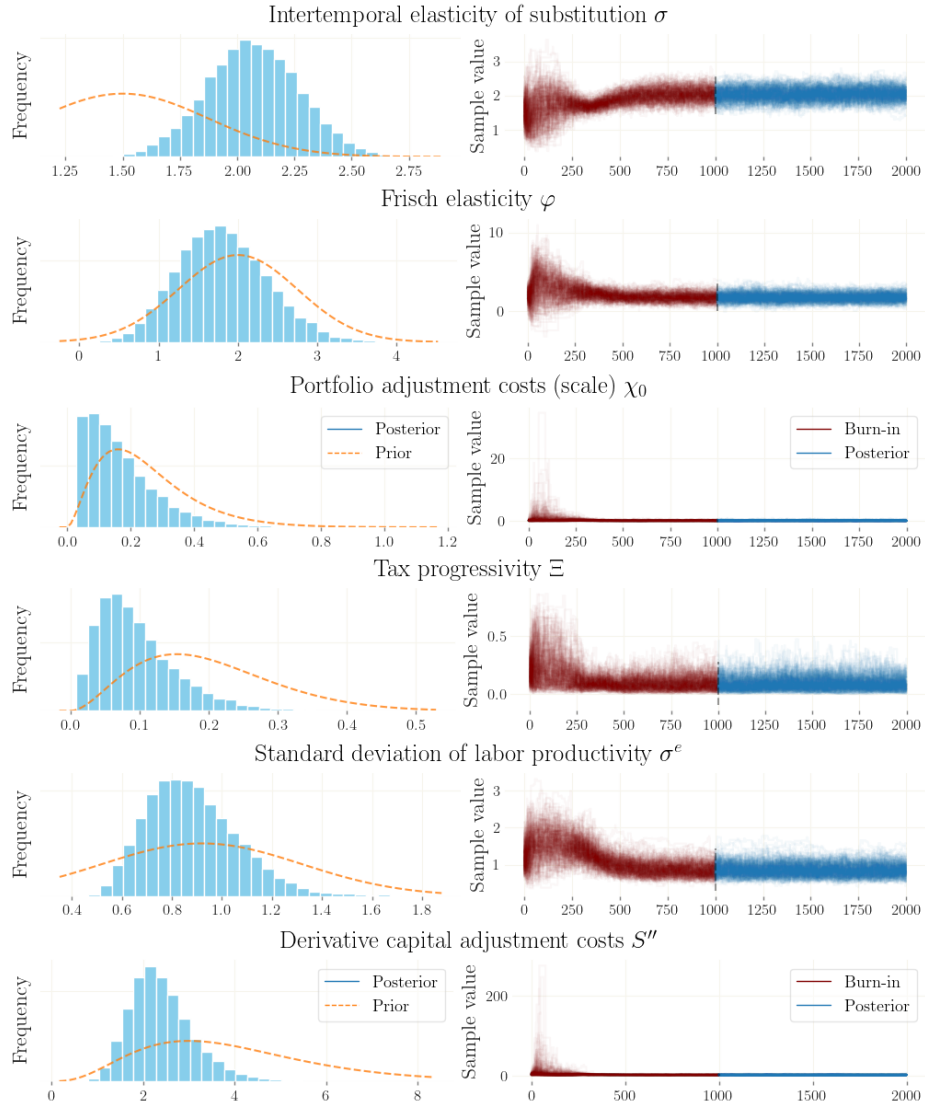 Intertemporal elasticity of substitution σ
Frequency
1.25 1.50 1.75 2.00 2.25 2.50 2.75
Sample value
3
2
1
0 250 500 750 1000 1250 1500 1750 2000
Frisch elasticity φ
Frequency
0 1 2 3 4
Sample value
10
0
0 250 500 750 1000 1250 1500 1750 2000
Portfolio adjustment costs (scale) χ₀
Frequency
Posterior
Prior
0.0 0.2 0.4 0.6 0.8 1.0 1.2
Sample value
20
0
Burn-in
Posterior
0 250 500 750 1000 1250 1500 1750 2000
Tax progressivity Ξ
Frequency
0.0 0.1 0.2 0.3 0.4 0.5
Sample value
0.5
0.0
0 250 500 750 1000 1250 1500 1750 2000
Standard deviation of labor productivity σᵉ
Frequency
0.4 0.6 0.8 1.0 1.2 1.4 1.6 1.8
Sample value
3
2
1
0 250 500 750 1000 1250 1500 1750 2000
Derivative capital adjustment costs S″
Frequency
Posterior
Prior
0 2 4 6 8
Sample value
200
0
Burn-in
Posterior
0 500 1000 1500 2000